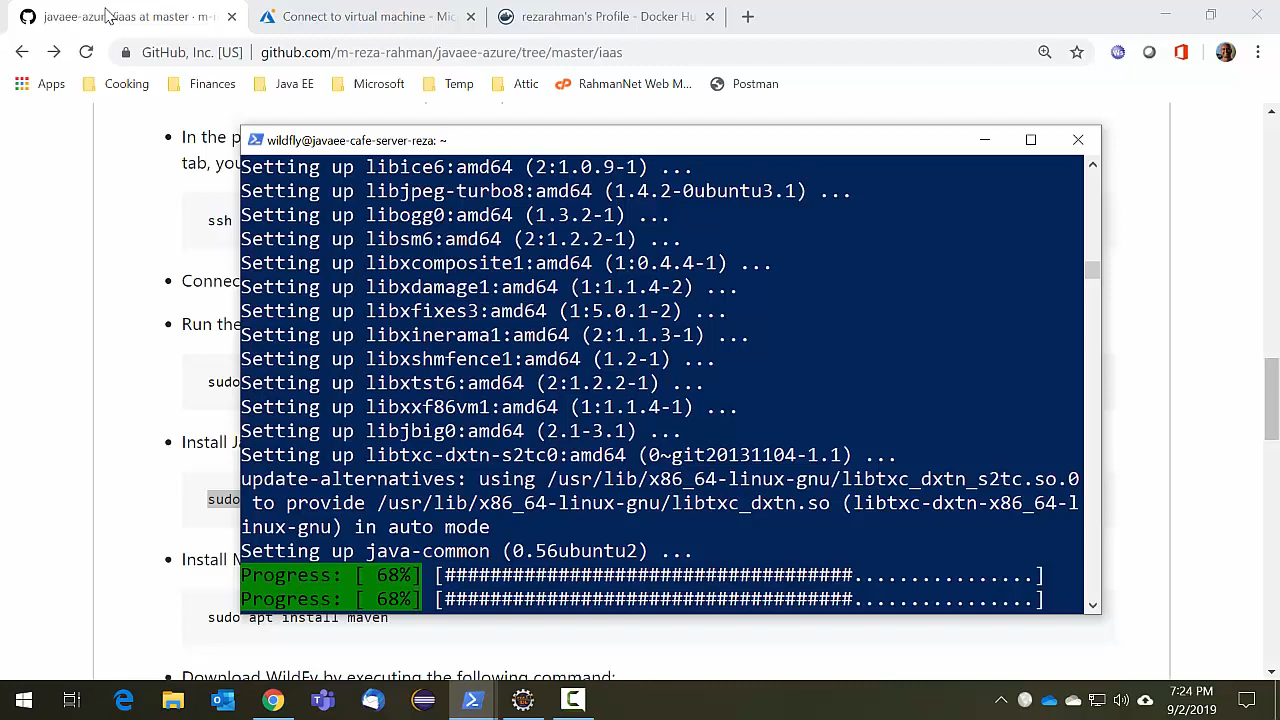 javaee-azure/iaas at master · m-r
Connect to virtual machine - Mic
rezarahman's Profile - Docker Hu
GitHub, Inc. [US]
github.com/m-reza-rahman/javaee-azure/tree/master/iaas
Apps
Cooking
Finances
Java EE
Microsoft
Temp
Attic
RahmanNet Web M...
Postman
In the p
tab, you
ssh
Connec
Run the
sudo
Install Ja
sudo
Install M
sudo apt install maven
Download WildFly by executing the following command:
wildfly@javaee-cafe-server-reza: ~
Setting up libice6:amd64 (2:1.0.9-1) ...
Setting up libjpeg-turbo8:amd64 (1.4.2-0ubuntu3.1) ...
Setting up libogg0:amd64 (1.3.2-1) ...
Setting up libsm6:amd64 (2:1.2.2-1) ...
Setting up libxcomposite1:amd64 (1:0.4.4-1) ...
Setting up libxdamage1:amd64 (1:1.1.4-2) ...
Setting up libxfixes3:amd64 (1:5.0.1-2) ...
Setting up libxinerama1:amd64 (2:1.1.3-1) ...
Setting up libxshmfence1:amd64 (1.2-1) ...
Setting up libxtst6:amd64 (2:1.2.2-1) ...
Setting up libxxf86vm1:amd64 (1:1.1.4-1) ...
Setting up libjbig0:amd64 (2.1-3.1) ...
Setting up libtxc-dxtn-s2tc0:amd64 (0~git20131104-1.1) ...
update-alternatives: using /usr/lib/x86_64-linux-gnu/libtxc_dxtn_s2tc.so.0
to provide /usr/lib/x86_64-linux-gnu/libtxc_dxtn.so (libtxc-dxtn-x86_64-l
inux-gnu) in auto mode
Setting up java-common (0.56ubuntu2) ...
Progress: [ 68%] [####################################................]
Progress: [ 68%] [####################################................]
7:24 PM
9/2/2019